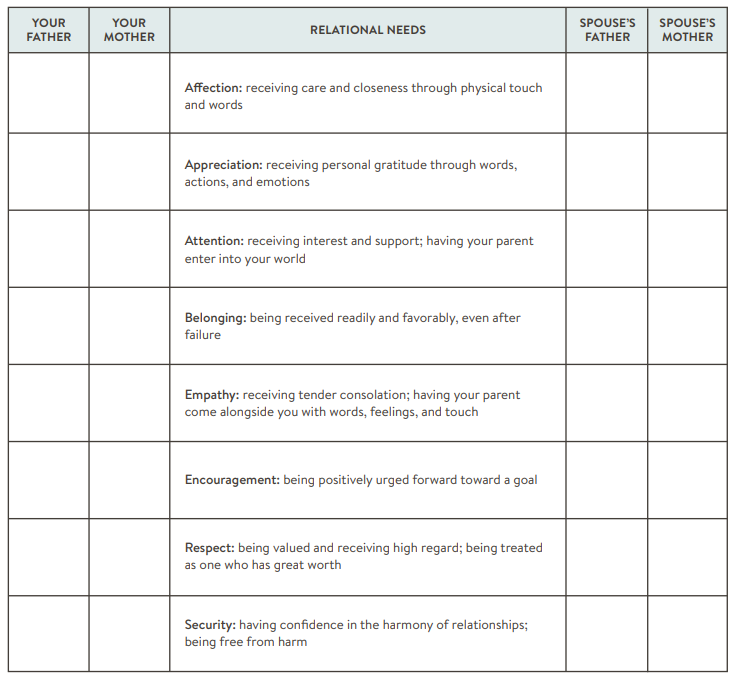 YOUR FATHER
YOUR MOTHER
RELATIONAL NEEDS
SPOUSE'S FATHER
SPOUSE'S MOTHER
Affection: receiving care and closeness through physical touch
and words
Appreciation: receiving personal gratitude through words,
actions, and emotions
Attention: receiving interest and support; having your parent
enter into your world
Belonging: being received readily and favorably, even after
failure
Empathy: receiving tender consolation; having your parent
come alongside you with words, feelings, and touch
Encouragement: being positively urged forward toward a goal
Respect: being valued and receiving high regard; being treated
as one who has great worth
Security: having confidence in the harmony of relationships;
being free from harm